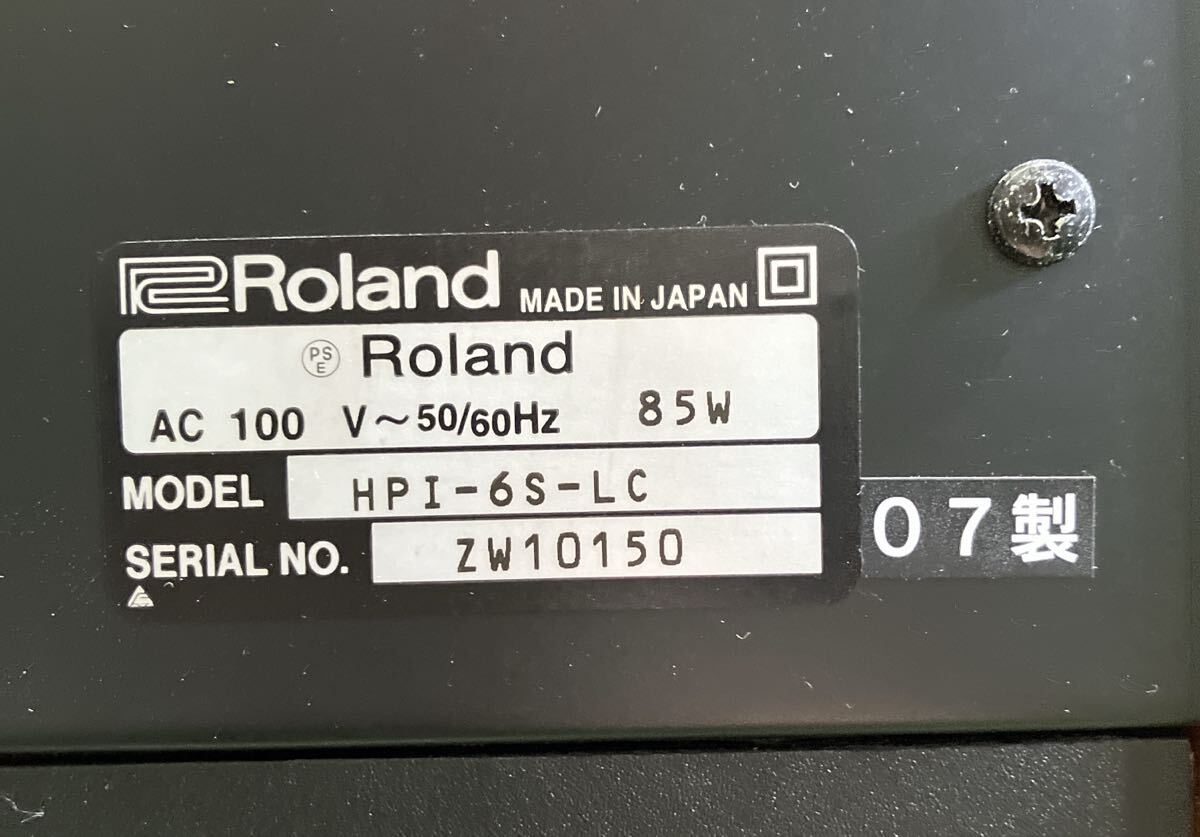 Roland MADE IN JAPAN
PSE Roland
AC 100 V～50/60Hz 85W
MODEL HPI-6S-LC
SERIAL NO. ZW10150
07製